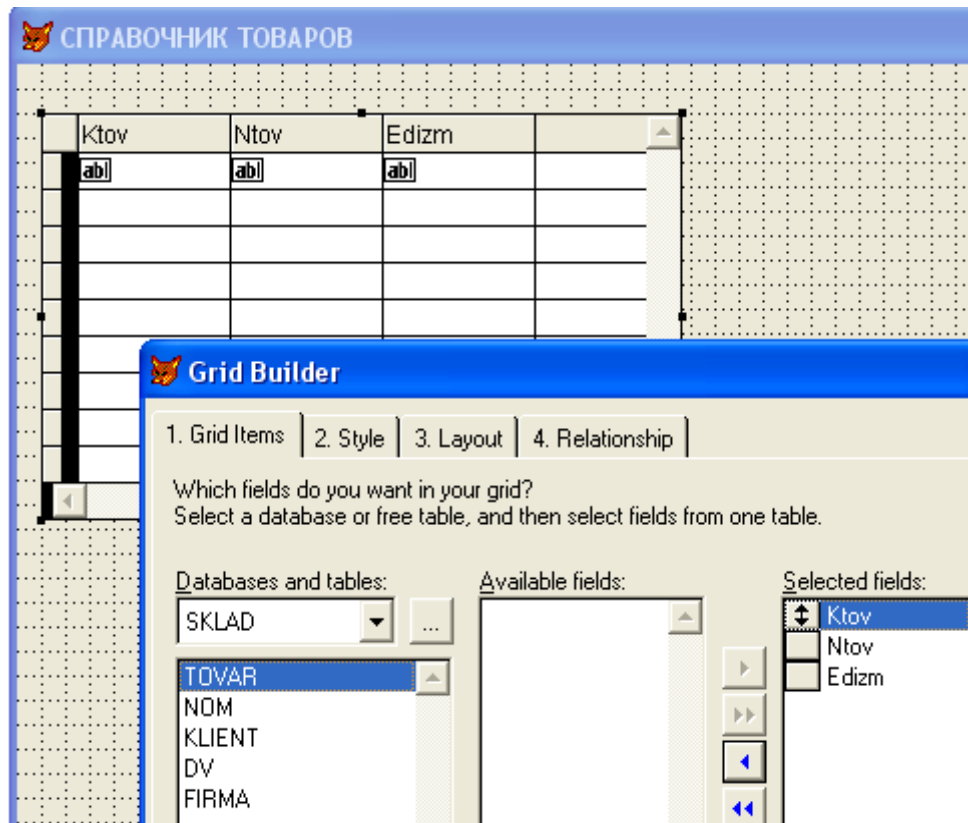 СПРАВОЧНИК ТОВАРОВ
Ktov Ntov Edizm
abl abl abl
Grid Builder
1. Grid Items 2. Style 3. Layout 4. Relationship
Which fields do you want in your grid?
Select a database or free table, and then select fields from one table.
Databases and tables: Available fields: Selected fields:
SKLAD ... Ktov
Ntov
TOVAR Edizm
NOM
KLIENT
DV
FIRMA